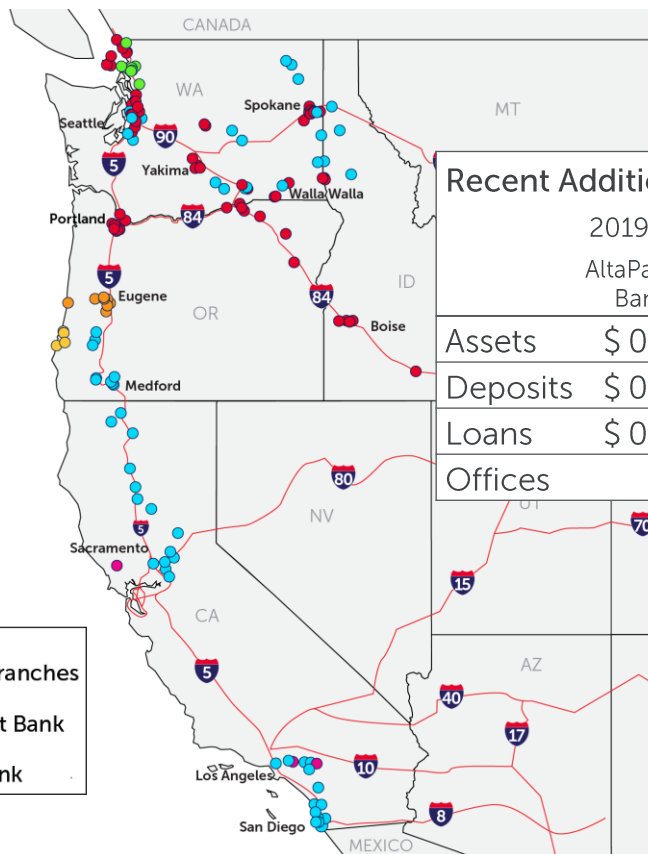 CANADA
WA
MT
Spokane
Seattle
90
5
Yakima
Walla Walla
Portland
84
5
Eugene
84
ID
OR
Boise
Medford
Recent Additi
2019
AltaPa
Ban
Assets $ 0
Deposits $ 0
Loans $ 0
Offices
80
NV
UT
70
5
Sacramento
15
CA
ranches
t Bank
nk
5
AZ
40
17
10
Los Angeles
8
San Diego
MEXICO